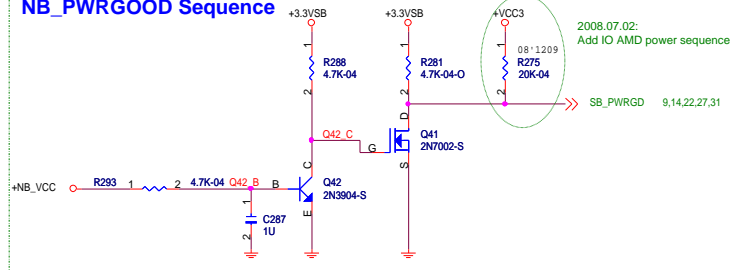 NB_PWRGOOD Sequence
+3.3VSB
+3.3VSB
+VCC3
2008.07.02:
Add IO AMD power sequence
1
R288
4.7K-04
2
1
R281
4.7K-04-O
2
1
08'1209
R275
20K-04
2
SB_PWRGD 9,14,22,27,31
Q42_C
D
G
S
Q41
2N7002-S
+NB_VCC
R293
1
2
4.7K-04
Q42_B
B
C
E
Q42
2N3904-S
1
C287
1U
2